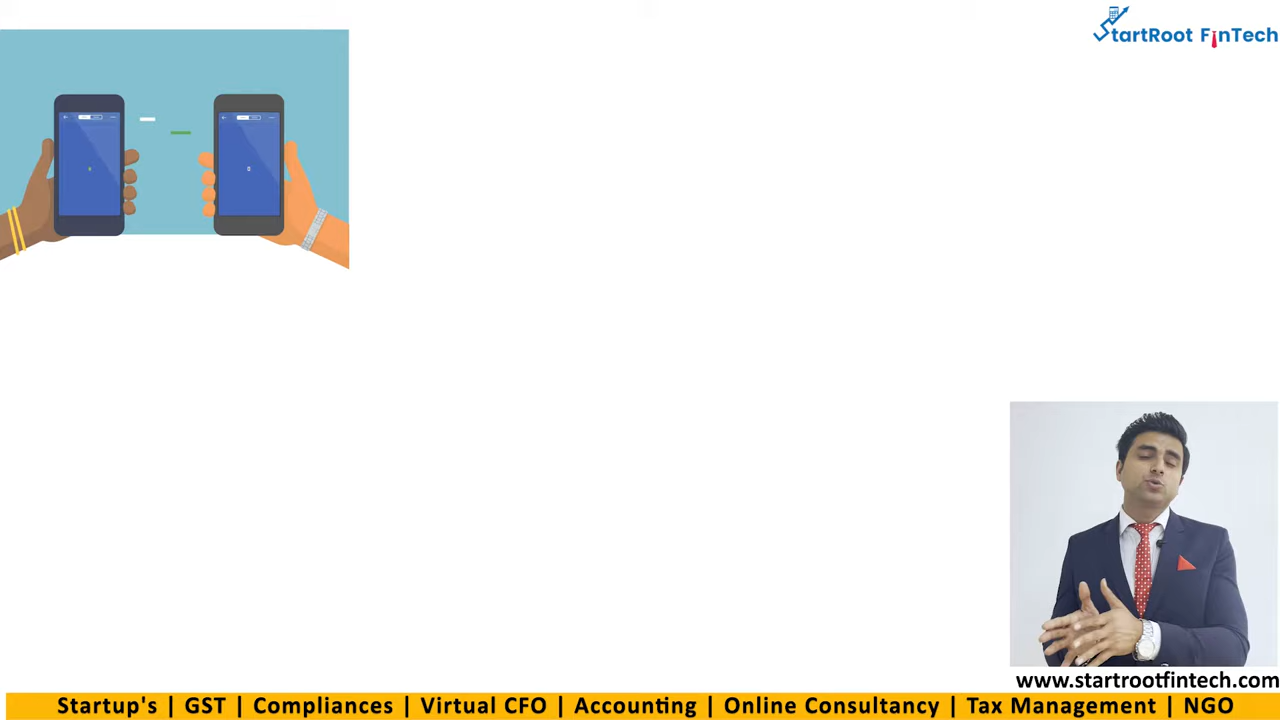 StartRoot FinTech
www.startrootfintech.com
Startup's | GST | Compliances | Virtual CFO | Accounting | Online Consultancy | Tax Management | NGO